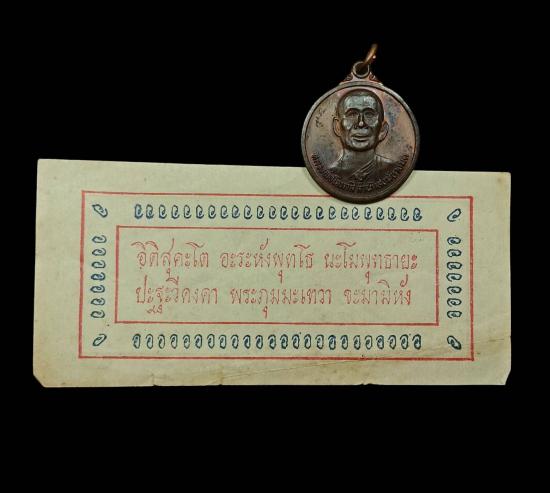 อิติสุคะโต อะระหังพุทโธ นะโมพุทธายะ
ปะฐะวีคงคา พระภุมมะเทวา ขะมามิหัง